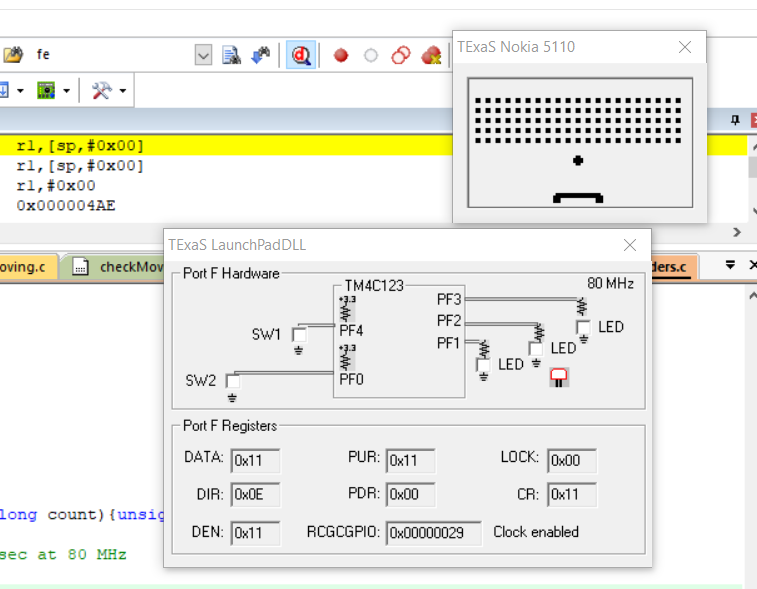 fe
TExaS Nokia 5110
r1,[sp,#0x00]
r1,[sp,#0x00]
r1,#0x00
0x000004AE
TExaS LaunchPadDLL
oving.c
checkMov
ders.c
Port F Hardware
80 MHz
TM4C123
+3.3
PF3
PF4
PF2
LED
SW1
PF1
LED
+3.3
LED
SW2
PF0
Port F Registers
DATA: 0x11 PUR: 0x11 LOCK: 0x00
DIR: 0x0E PDR: 0x00 CR: 0x11
DEN: 0x11 RCGCGPIO: 0x00000029 Clock enabled
long count){unsig
sec at 80 MHz